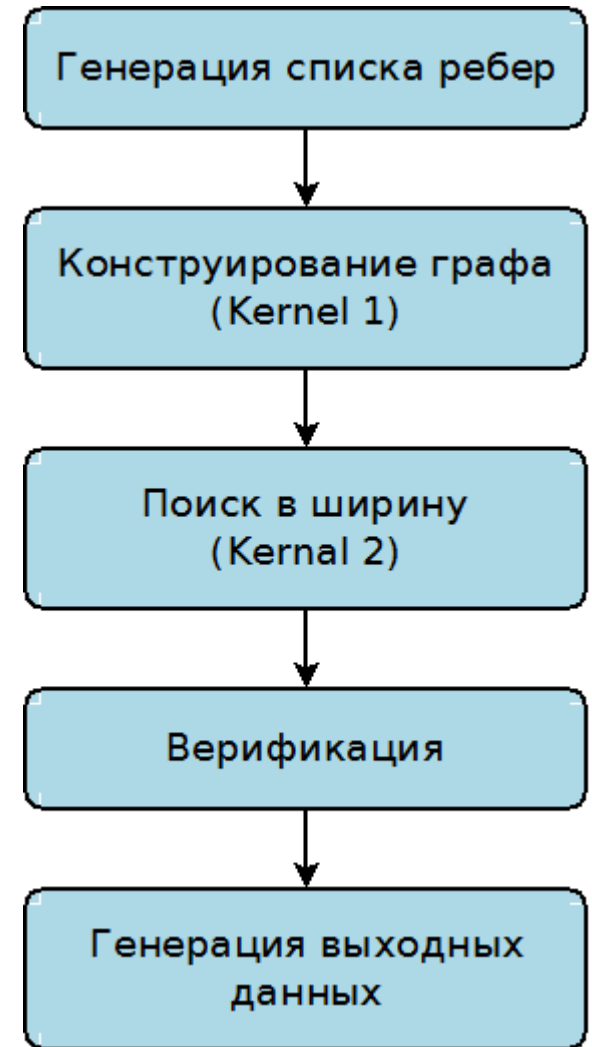 Генерация списка ребер
Конструирование графа
(Kernel 1)
Поиск в ширину
(Kernal 2)
Верификация
Генерация выходных
данных